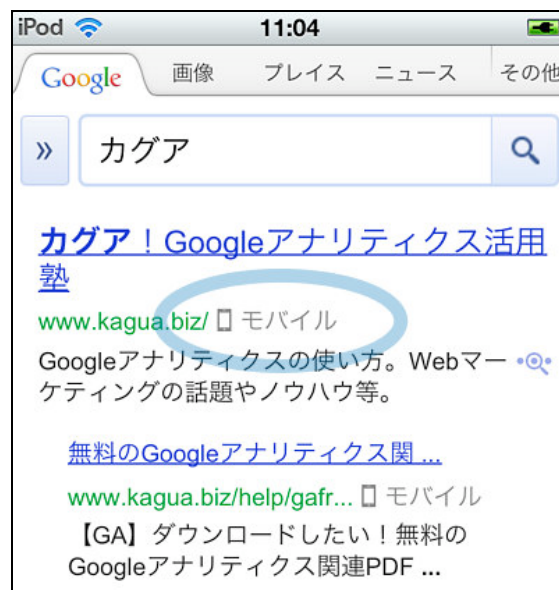 iPod 11:04
Google 画像 プレイス ニュース その他
» カグア
カグア！Googleアナリティクス活用
塾
www.kagua.biz/ モバイル
Googleアナリティクスの使い方。Webマー
ケティングの話題やノウハウ等。
無料のGoogleアナリティクス関 ...
www.kagua.biz/help/gafr... モバイル
【GA】ダウンロードしたい！無料の
Googleアナリティクス関連PDF ...